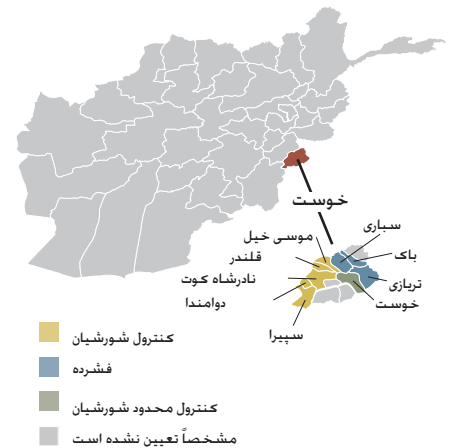 خوست
سباری
موسی خیل
باک
قلندر
نادرشاه کوت
تریازی
دوامندا
خوست
سپیرا
کنترول شورشیان
فشرده
کنترول محدود شورشیان
مشخصاً تعیین نشده است